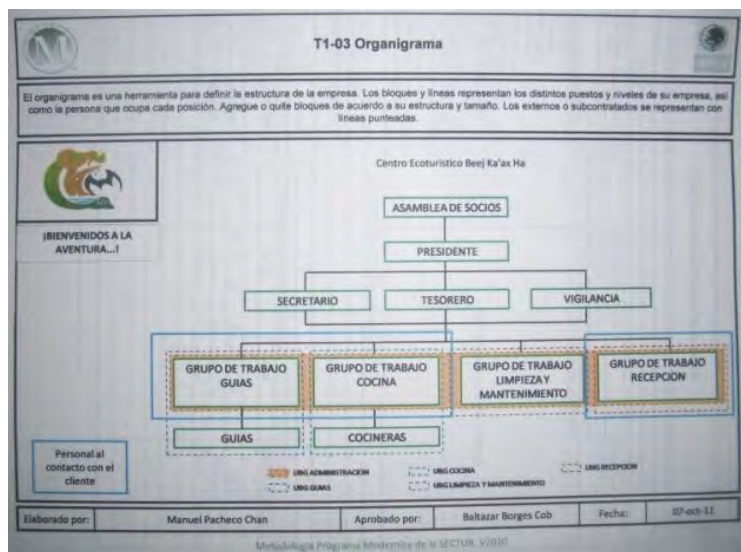 T1-03 Organigrama
El organigrama es una herramienta para definir la estructura de la empresa. Los bloques y líneas representan los distintos puestos y niveles de su empresa, así
como la persona que ocupa cada posición. Agregue o quite bloques de acuerdo a su estructura y tamaño. Los externos o subcontratados se representan con
líneas punteadas.
Centro Ecoturistico Beej Ka'ax Ha
¡BIENVENIDOS A LA
AVENTURA...!
ASAMBLEA DE SOCIOS
PRESIDENTE
SECRETARIO
TESORERO
VIGILANCIA
GRUPO DE TRABAJO
GUIAS
GRUPO DE TRABAJO
COCINA
GRUPO DE TRABAJO
LIMPIEZA Y
MANTENIMIENTO
GRUPO DE TRABAJO
RECEPCION
GUIAS
COCINERAS
Personal al
contacto con el
cliente
UBG ADMINISTRACION
UBG COCINA
UBG RECEPCION
UBG GUIAS
UBG LIMPIEZA Y MANTENIMIENTO
Elaborado por:
Manuel Pacheco Chan
Aprobado por:
Baltazar Borges Cob
Fecha:
07-oct-11
Metodología Programa Moderniza de la SECTUR. V2010